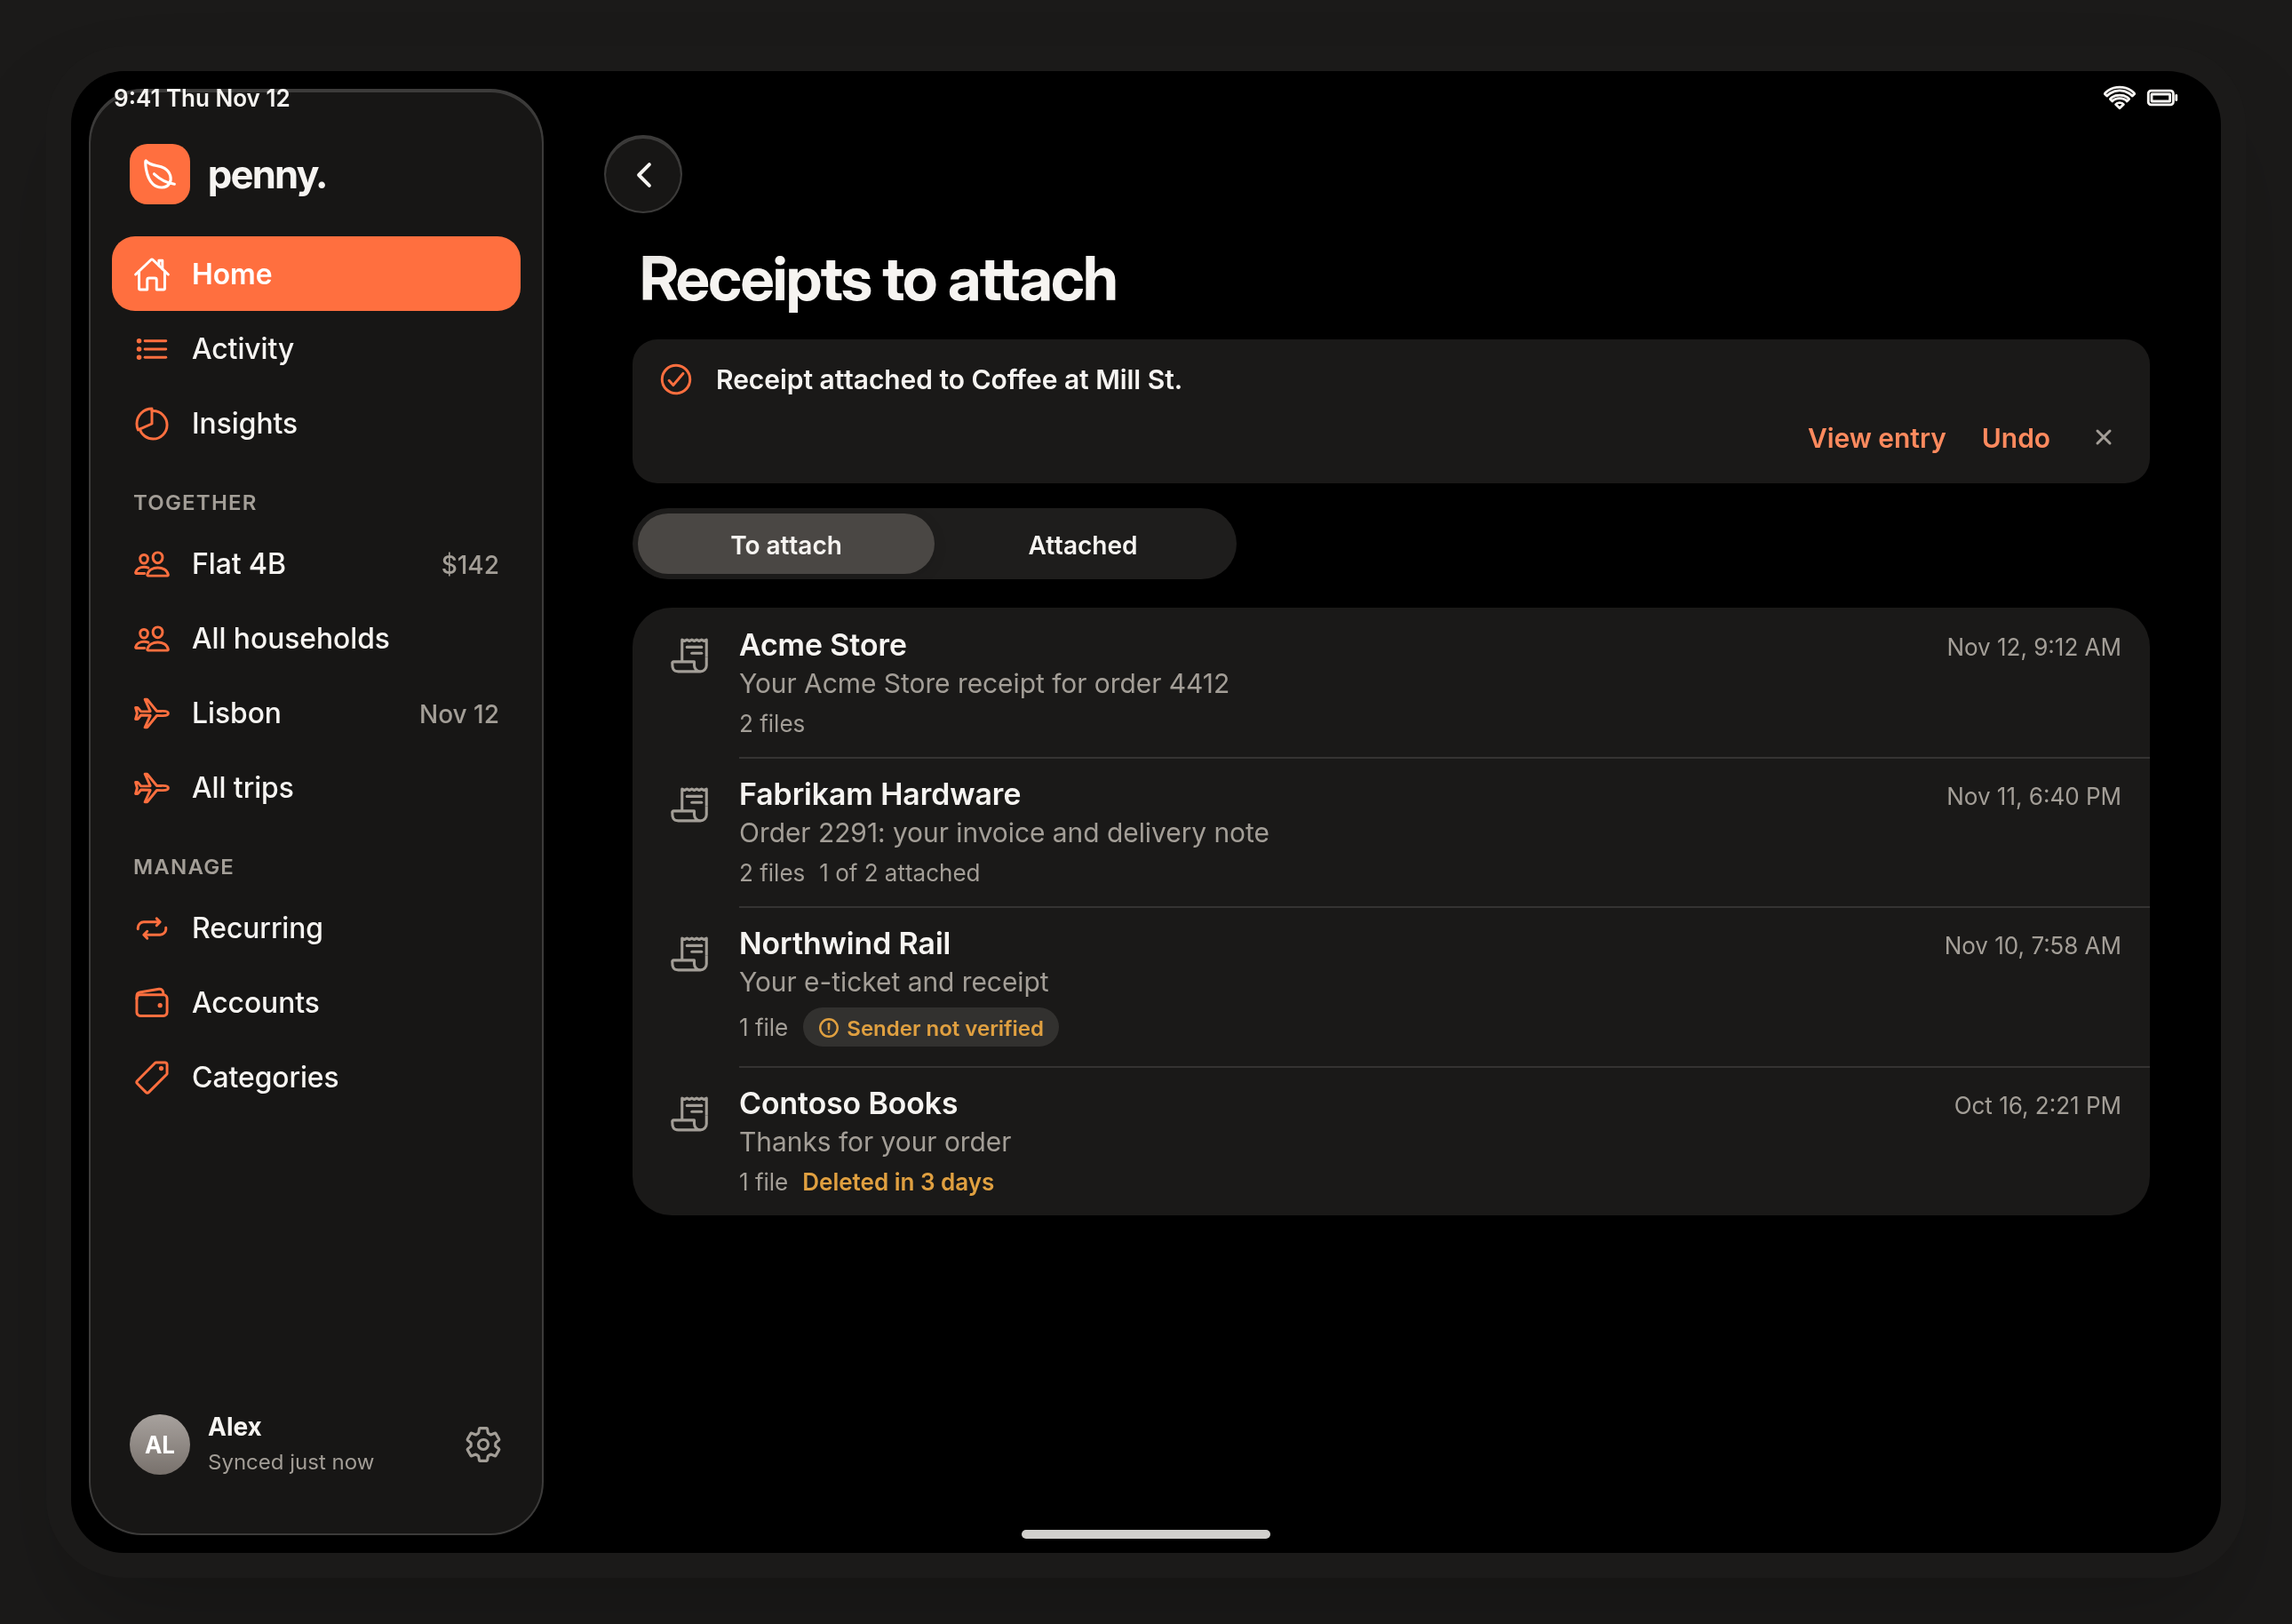 9:41 Thu Nov 12
penny.
Home
Activity
Insights
TOGETHER
Flat 4B $142
All households
Lisbon Nov 12
All trips
MANAGE
Recurring
Accounts
Categories
AL
Alex
Synced just now
Receipts to attach
Receipt attached to Coffee at Mill St.
View entry Undo
To attach Attached
Acme Store Nov 12, 9:12 AM
Your Acme Store receipt for order 4412
2 files
Fabrikam Hardware Nov 11, 6:40 PM
Order 2291: your invoice and delivery note
2 files 1 of 2 attached
Northwind Rail Nov 10, 7:58 AM
Your e-ticket and receipt
1 file Sender not verified
Contoso Books Oct 16, 2:21 PM
Thanks for your order
1 file Deleted in 3 days